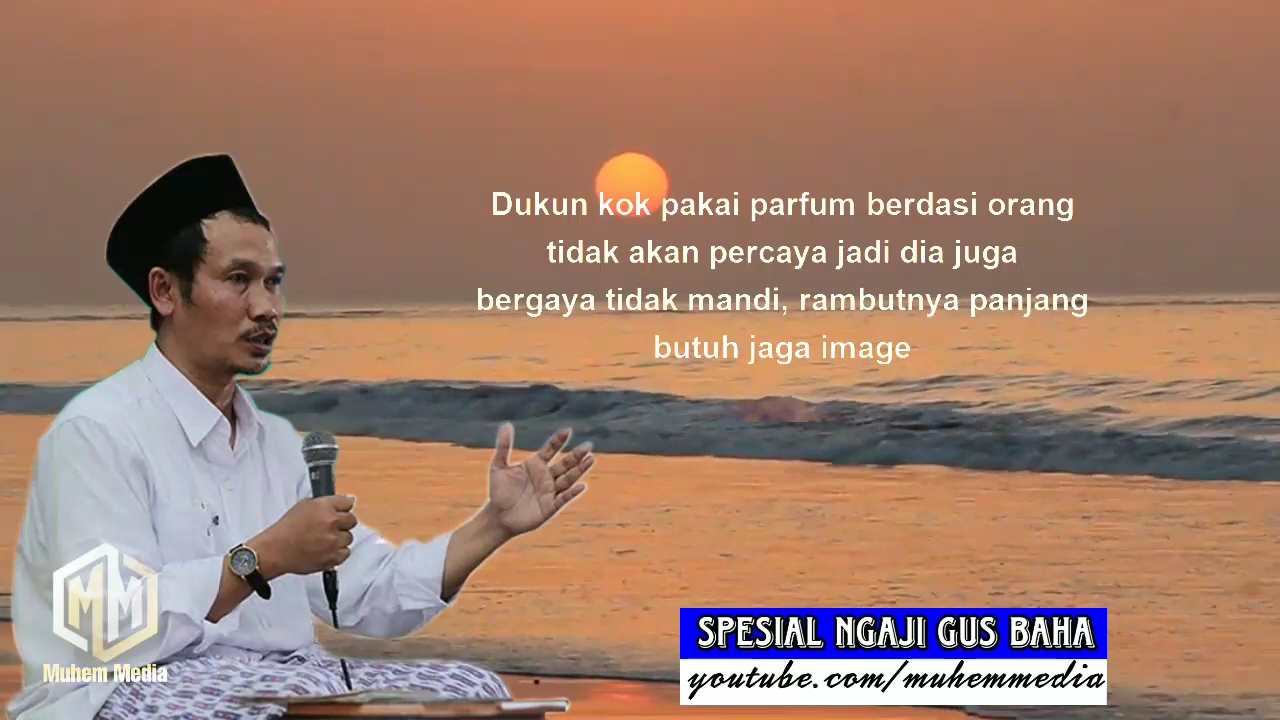 Dukun kok pakai parfum berdasi orang
tidak akan percaya jadi dia juga
bergaya tidak mandi, rambutnya panjang
butuh jaga image
MM
Muhem Media
SPESIAL NGAJI GUS BAHA
youtube.com/muhemmedia